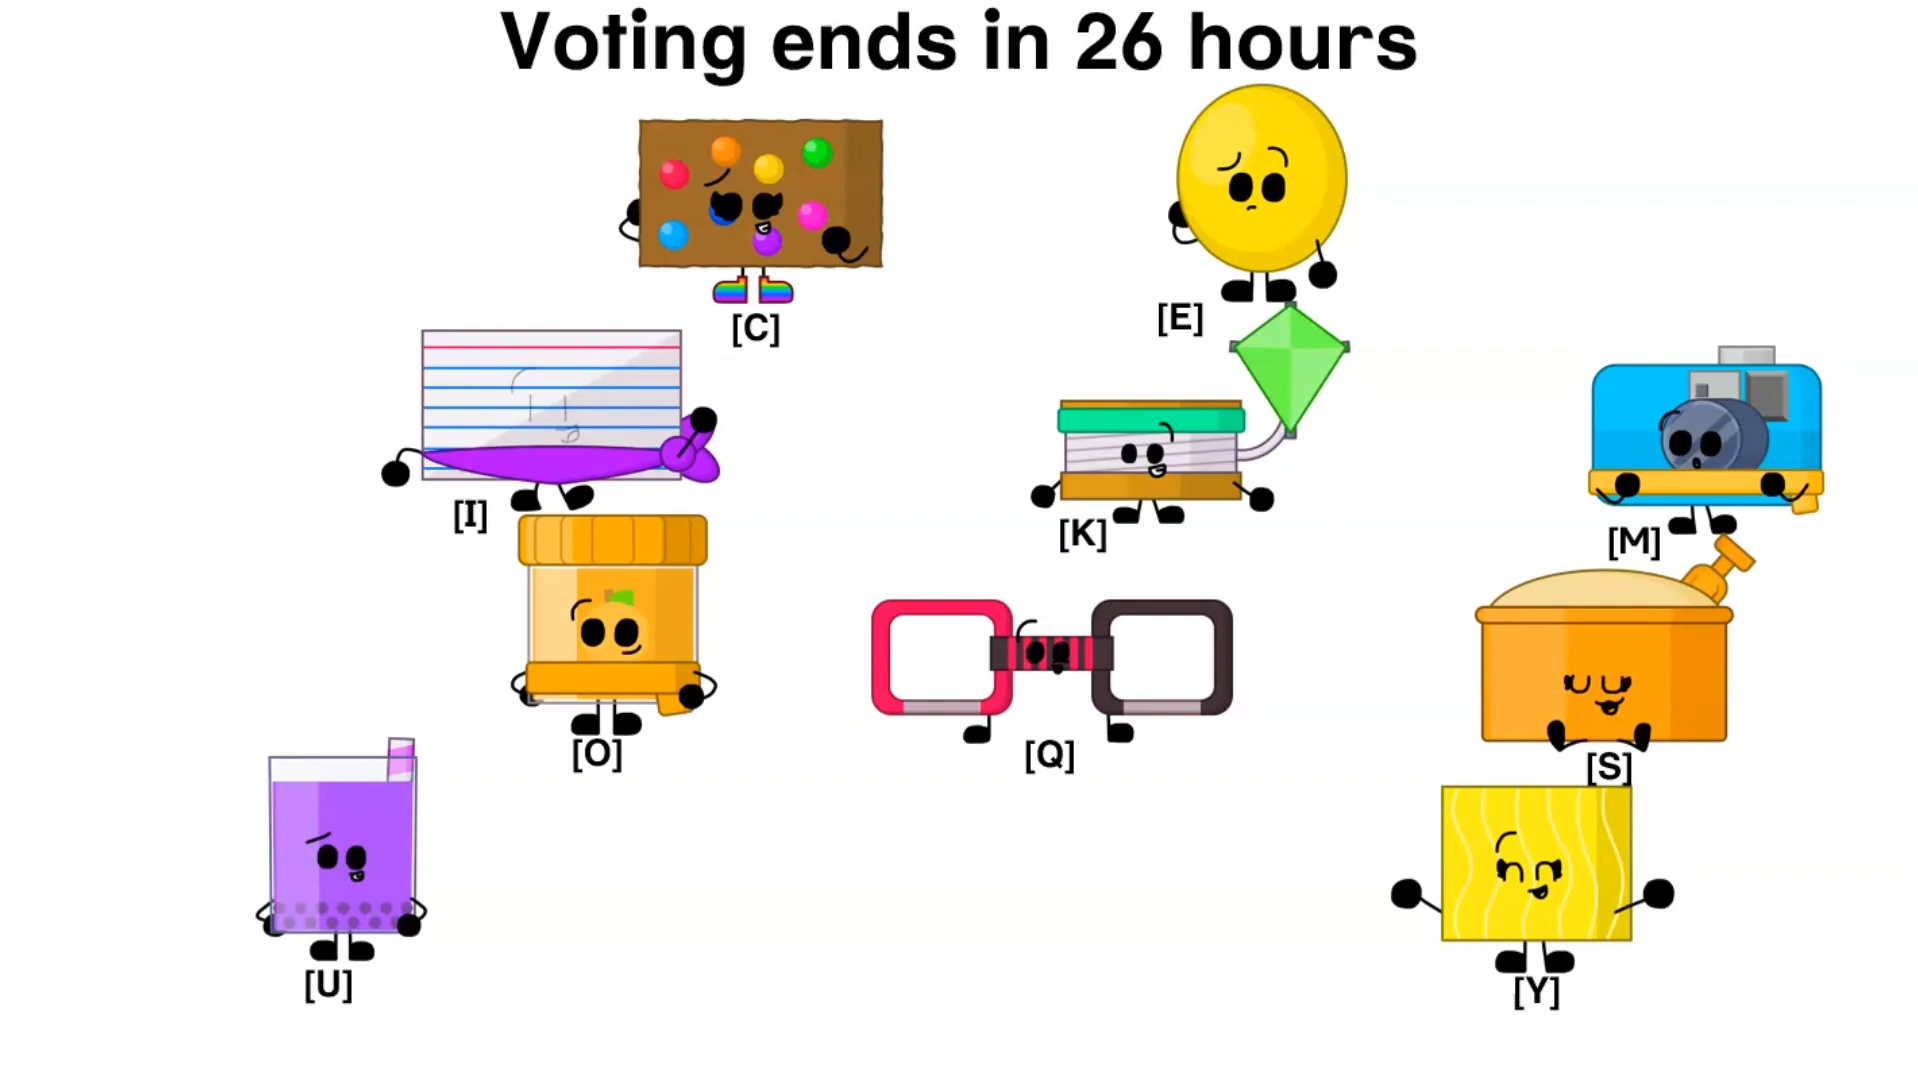 Voting ends in 26 hours
[C]
[E]
[I]
[K]
[M]
[O]
[Q]
[S]
[U]
[Y]